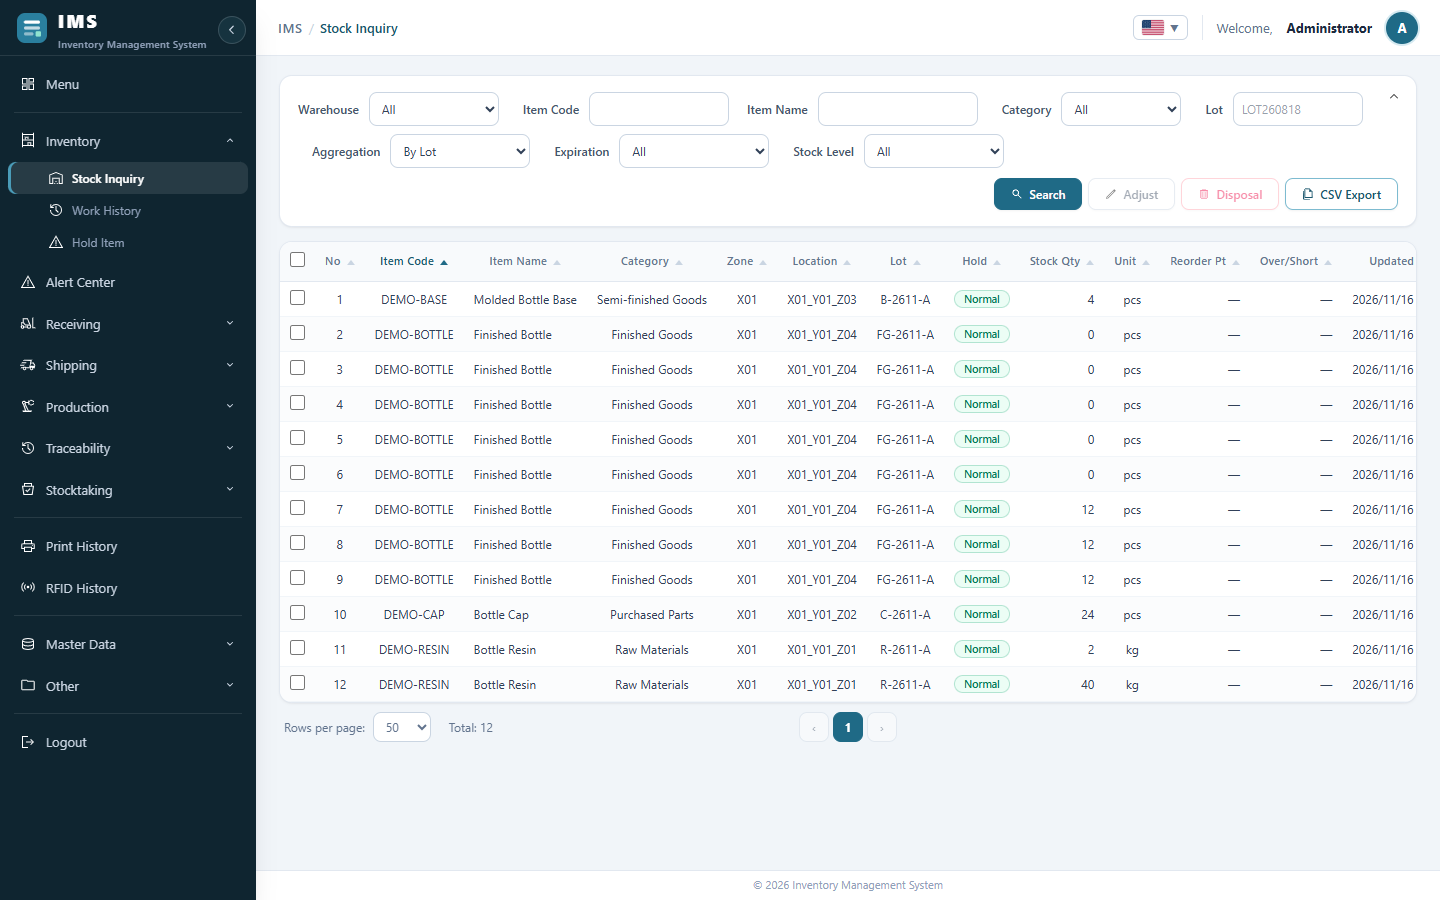 IMS
Inventory Management System
Menu
Inventory
Stock Inquiry
Work History
Hold Item
Alert Center
Receiving
Shipping
Production
Traceability
Stocktaking
Print History
RFID History
Master Data
Other
Logout
IMS / Stock Inquiry
Welcome, Administrator A
Warehouse All Item Code Item Name Category All Lot LOT260818
Aggregation By Lot Expiration All Stock Level All
Search Adjust Disposal CSV Export
No Item Code Item Name Category Zone Location Lot Hold Stock Qty Unit Reorder Pt Over/Short Updated
1 DEMO-BASE Molded Bottle Base Semi-finished Goods X01 X01_Y01_Z03 B-2611-A Normal 4 pcs — — 2026/11/16
2 DEMO-BOTTLE Finished Bottle Finished Goods X01 X01_Y01_Z04 FG-2611-A Normal 0 pcs — — 2026/11/16
3 DEMO-BOTTLE Finished Bottle Finished Goods X01 X01_Y01_Z04 FG-2611-A Normal 0 pcs — — 2026/11/16
4 DEMO-BOTTLE Finished Bottle Finished Goods X01 X01_Y01_Z04 FG-2611-A Normal 0 pcs — — 2026/11/16
5 DEMO-BOTTLE Finished Bottle Finished Goods X01 X01_Y01_Z04 FG-2611-A Normal 0 pcs — — 2026/11/16
6 DEMO-BOTTLE Finished Bottle Finished Goods X01 X01_Y01_Z04 FG-2611-A Normal 0 pcs — — 2026/11/16
7 DEMO-BOTTLE Finished Bottle Finished Goods X01 X01_Y01_Z04 FG-2611-A Normal 12 pcs — — 2026/11/16
8 DEMO-BOTTLE Finished Bottle Finished Goods X01 X01_Y01_Z04 FG-2611-A Normal 12 pcs — — 2026/11/16
9 DEMO-BOTTLE Finished Bottle Finished Goods X01 X01_Y01_Z04 FG-2611-A Normal 12 pcs — — 2026/11/16
10 DEMO-CAP Bottle Cap Purchased Parts X01 X01_Y01_Z02 C-2611-A Normal 24 pcs — — 2026/11/16
11 DEMO-RESIN Bottle Resin Raw Materials X01 X01_Y01_Z01 R-2611-A Normal 2 kg — — 2026/11/16
12 DEMO-RESIN Bottle Resin Raw Materials X01 X01_Y01_Z01 R-2611-A Normal 40 kg — — 2026/11/16
Rows per page: 50 Total: 12 ‹ 1 ›
© 2026 Inventory Management System